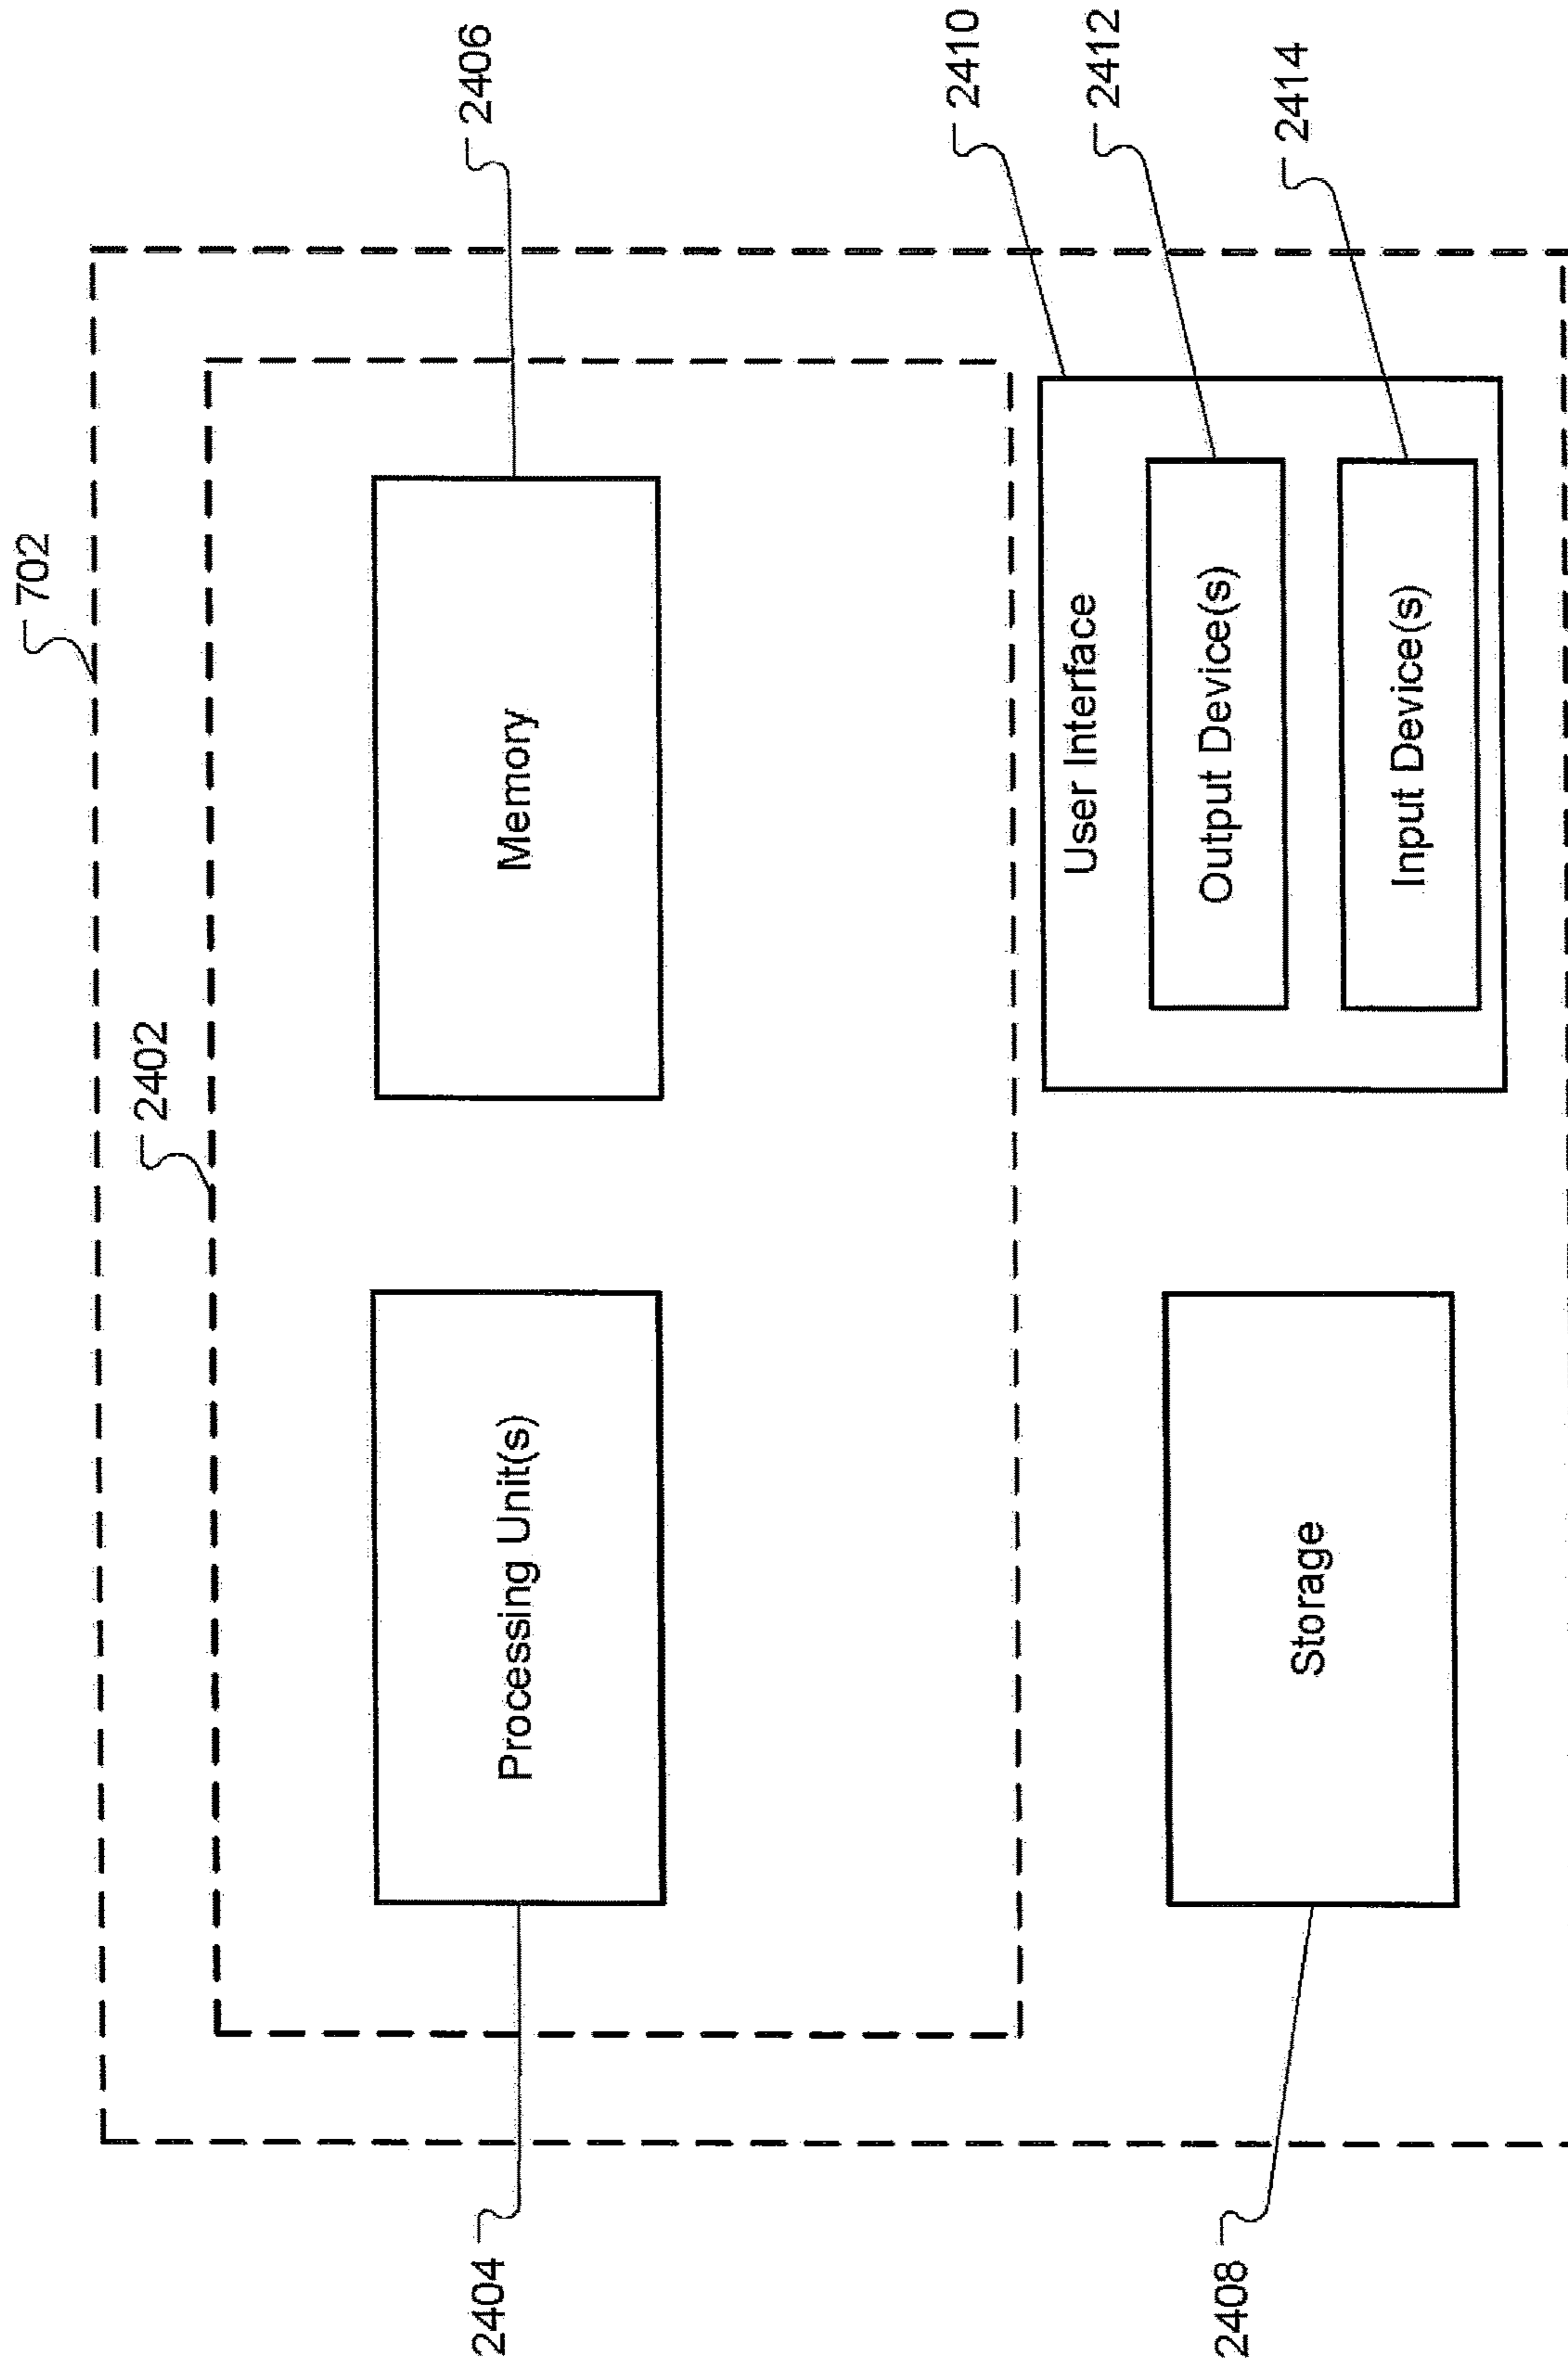 702
2402
2404
Processing Unit(s)
Memory
2406
2408
Storage
User Interface
2410
Output Device(s)
2412
Input Device(s)
2414